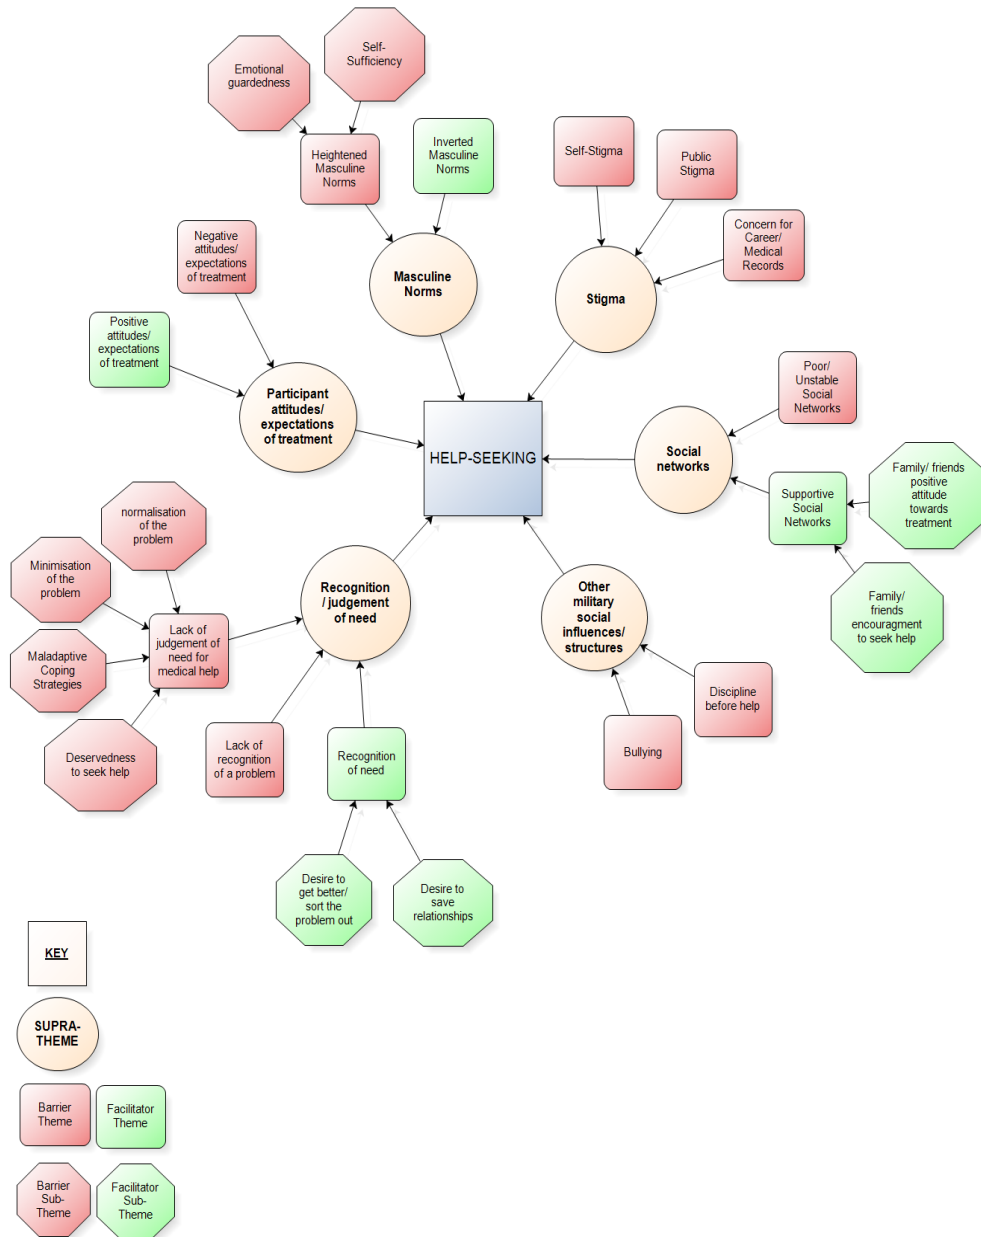 Self-
Sufficiency
Emotional
guardedness
Heightened
Masculine
Norms
Inverted
Masculine
Norms
Self-Stigma
Public
Stigma
Concern for
Career/
Medical
Records
Negative
attitudes/
expectations
of treatment
Masculine
Norms
Stigma
Positive
attitudes/
expectations
of treatment
Participant
attitudes/
expectations
of treatment
HELP-SEEKING
Poor/
Unstable
Social
Networks
Social
networks
Supportive
Social
Networks
Family/ friends
positive
attitude
towards
treatment
Family/
friends
encouragment
to seek help
normalisation
of the
problem
Minimisation
of the
problem
Maladaptive
Coping
Strategies
Lack of
judgement of
need for
medical help
Deservedness
to seek help
Recognition
/ judgement
of need
Other
military
social
influences/
structures
Discipline
before help
Bullying
Lack of
recognition
of a problem
Recognition
of need
Desire to
get better/
sort the
problem out
Desire to
save
relationships
KEY
SUPRA-
THEME
Barrier
Theme
Facilitator
Theme
Barrier
Sub-
Theme
Facilitator
Sub-
Theme